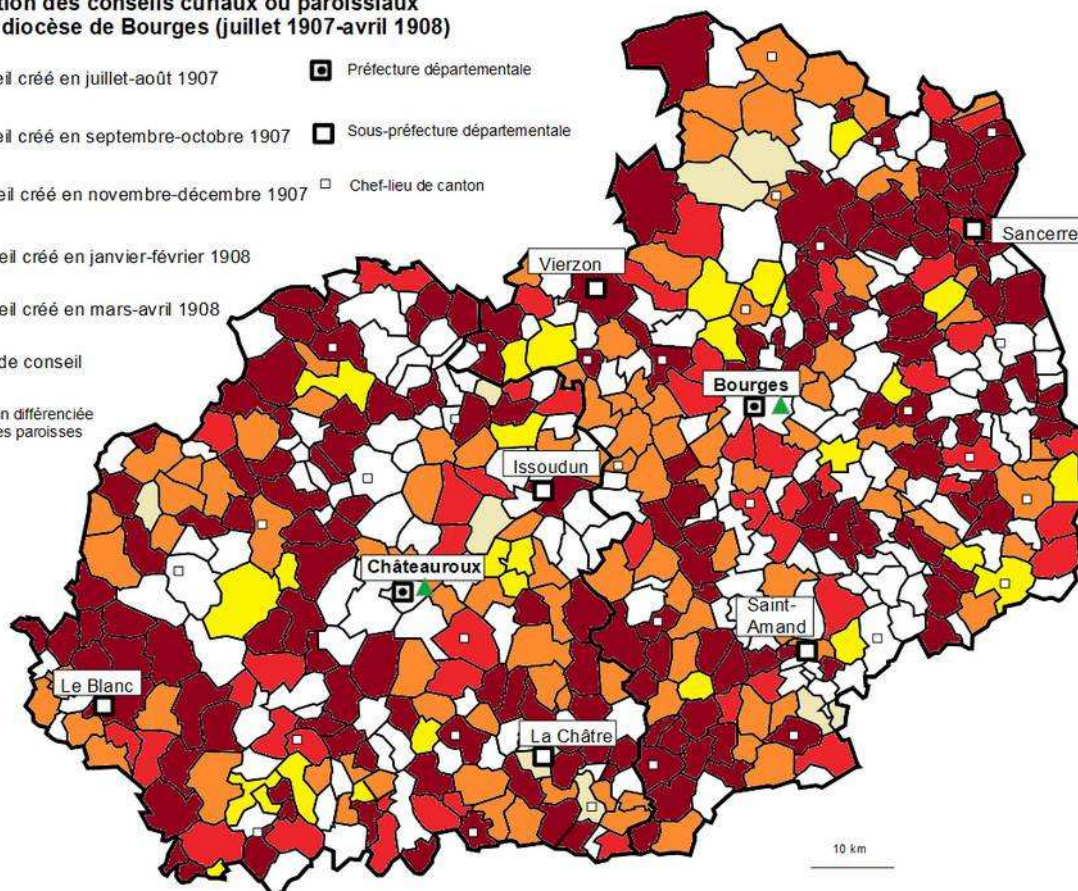 tion des conseils curiaux ou paroissiaux
diocèse de Bourges (juillet 1907-avril 1908)
eil créé en juillet-août 1907
Préfecture départementale
eil créé en septembre-octobre 1907
Sous-préfecture départementale
eil créé en novembre-décembre 1907
Chef-lieu de canton
eil créé en janvier-février 1908
eil créé en mars-avril 1908
de conseil
n différenciée
es paroisses
Sancerre
Vierzon
Bourges
Issoudun
Châteauroux
Saint-
Amand
Le Blanc
La Châtre
10 km